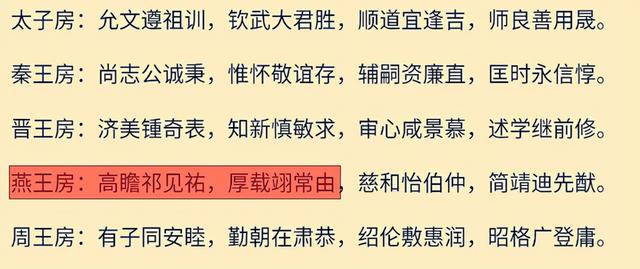 太子房：允文遵祖训，钦武大君胜，顺道宜逢吉，师良善用晟。
秦王房：尚志公诚秉，惟怀敬谊存，辅嗣资廉直，匡时永信惇。
晋王房：济美锺奇表，知新慎敏求，审心咸景慕，述学继前修。
燕王房：高瞻祁见祐，厚载翊常由，慈和怡伯仲，简靖迪先猷。
周王房：有子同安睦，勤朝在肃恭，绍伦敷惠润，昭格广登庸。